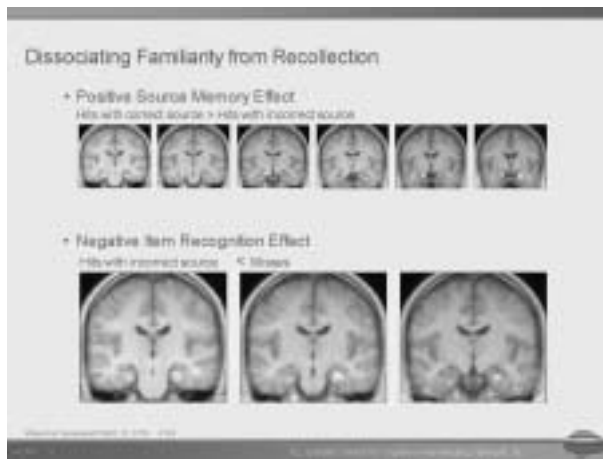 Dissociating Familiarity from Recollection
• Positive Source Memory Effect
Hits with correct source > Hits with incorrect source
• Negative Item Recognition Effect
Hits with incorrect source < Misses